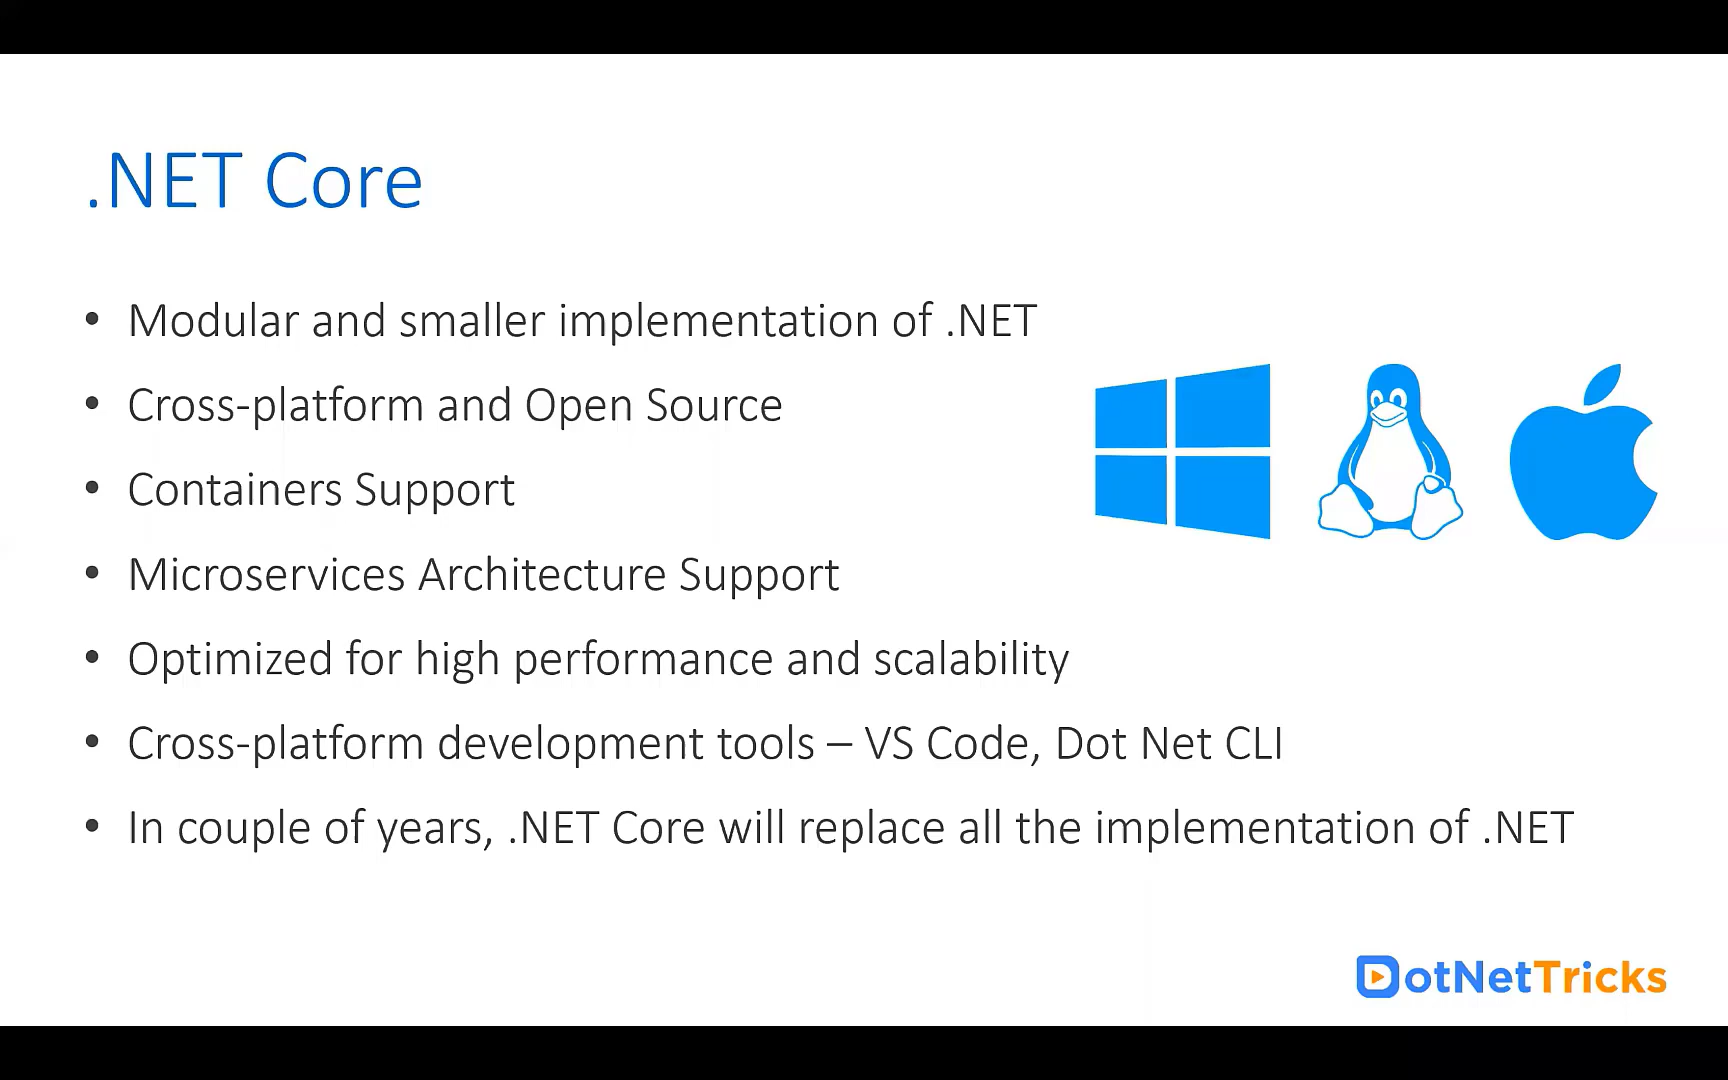 .NET Core
• Modular and smaller implementation of .NET
• Cross-platform and Open Source
• Containers Support
• Microservices Architecture Support
• Optimized for high performance and scalability
• Cross-platform development tools – VS Code, Dot Net CLI
• In couple of years, .NET Core will replace all the implementation of .NET
DotNetTricks